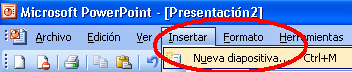 Microsoft PowerPoint - [Presentación2]
Archivo Edición Ver Insertar Formato Herramientas
Nueva diapositiva... Ctrl+M